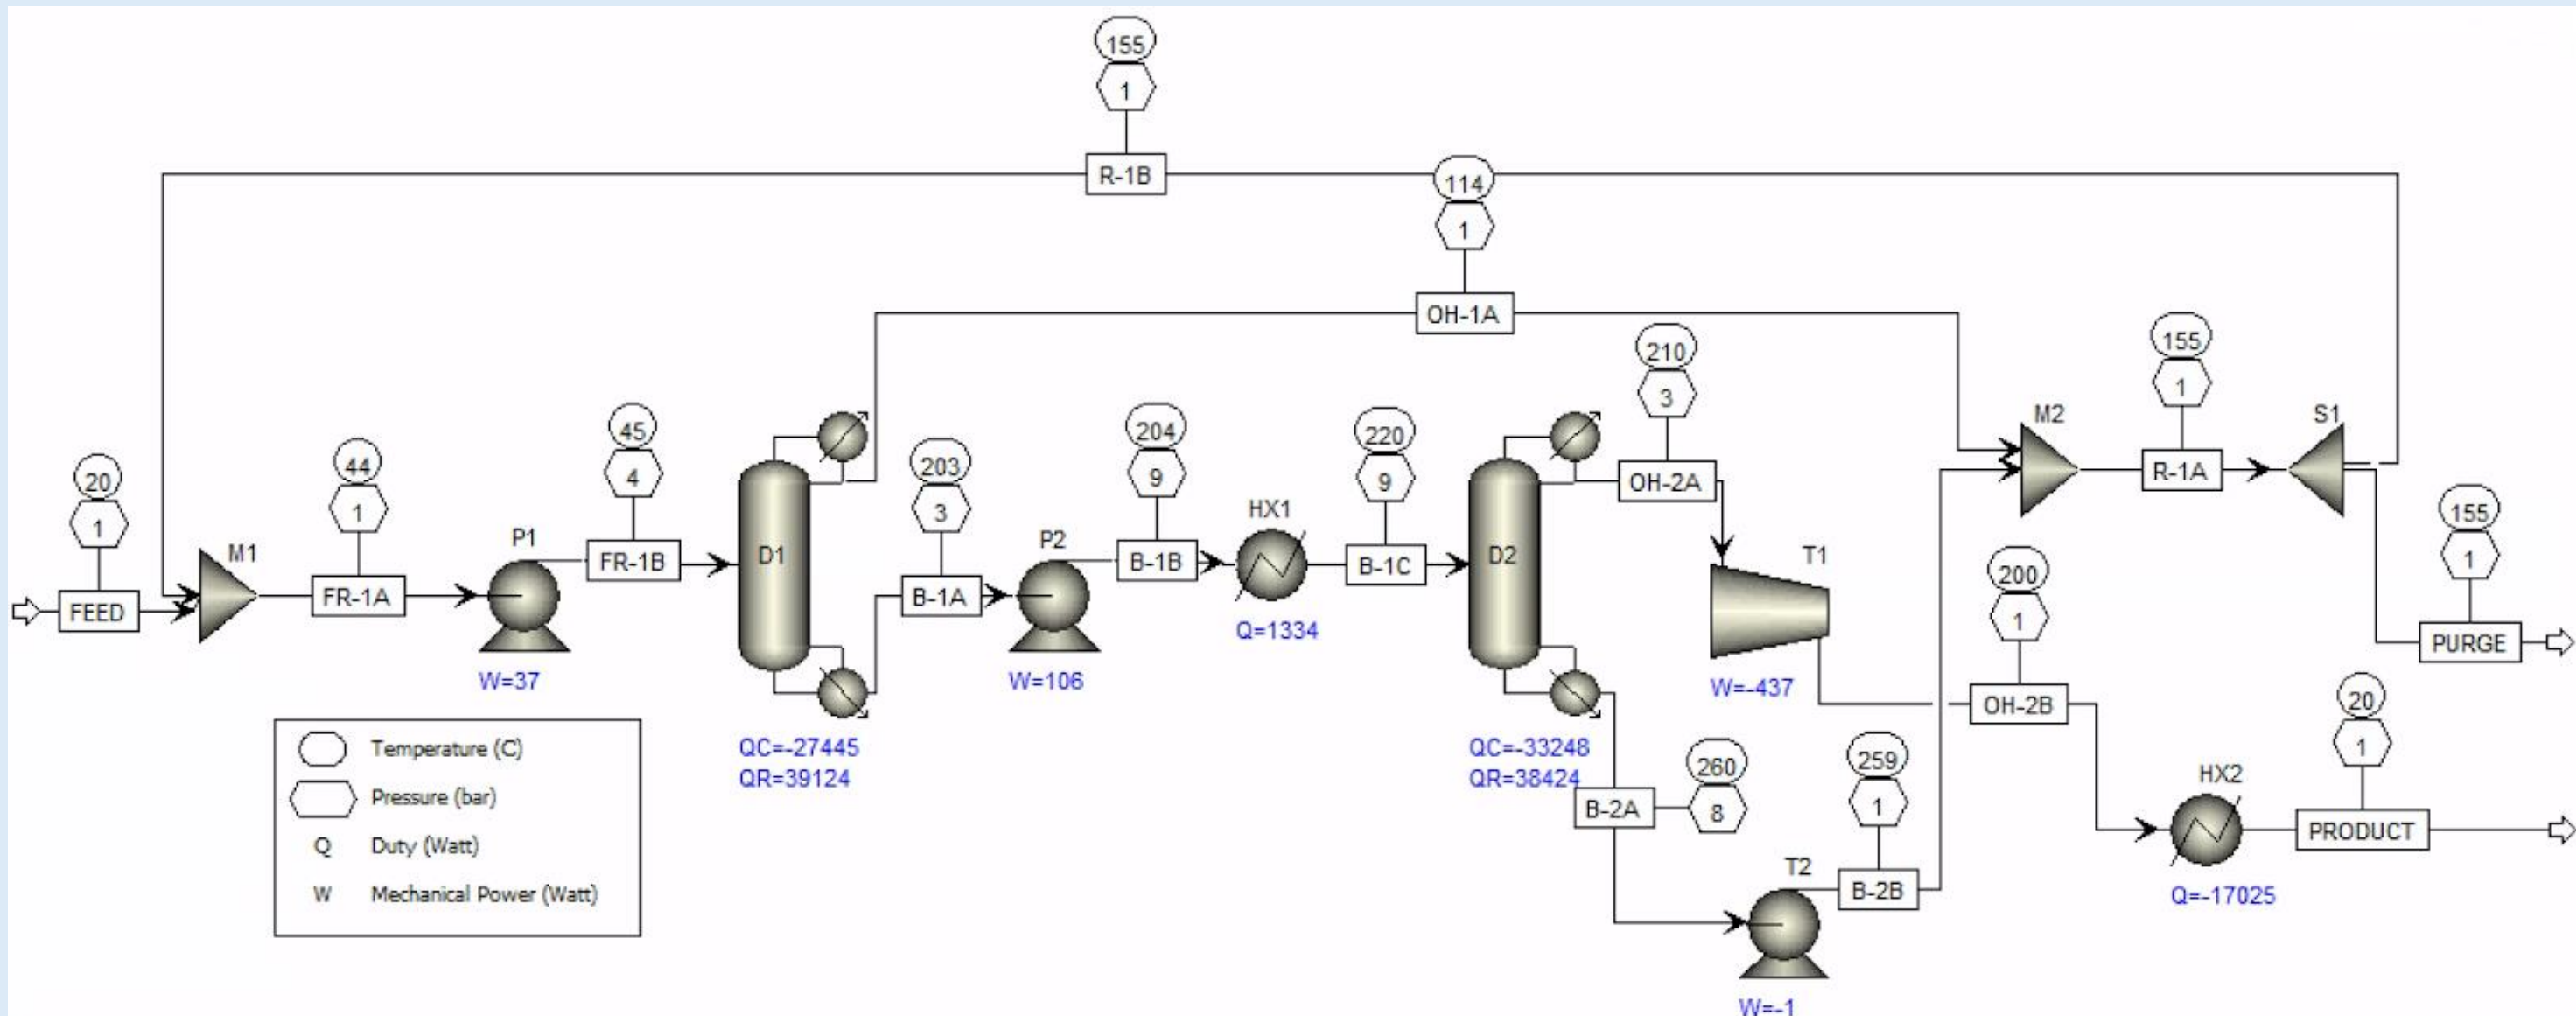 155
1
R-1B
114
1
OH-1A
210
3
OH-2A
155
1
R-1A
M2
S1
20
1
FEED
M1
44
1
FR-1A
P1
W=37
45
4
FR-1B
D1
QC=-27445
QR=39124
203
3
B-1A
P2
W=106
204
9
B-1B
HX1
Q=1334
220
9
B-1C
D2
QC=-33248
QR=38424
T1
W=-437
200
1
OH-2B
155
1
PURGE
260
8
B-2A
T2
W=-1
259
1
B-2B
HX2
Q=-17025
20
1
PRODUCT
Temperature (C)
Pressure (bar)
Q Duty (Watt)
W Mechanical Power (Watt)